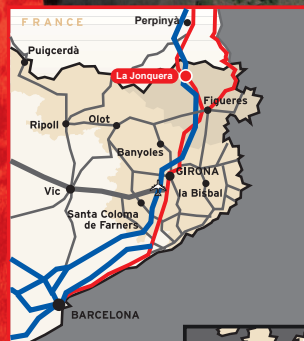 FRANCE
Perpinyà
Puigcerdà
La Jonquera
Figueres
Olot
Ripoll
Banyoles
GIRONA
Vic
la Bisbal
Santa Coloma
de Farners
BARCELONA